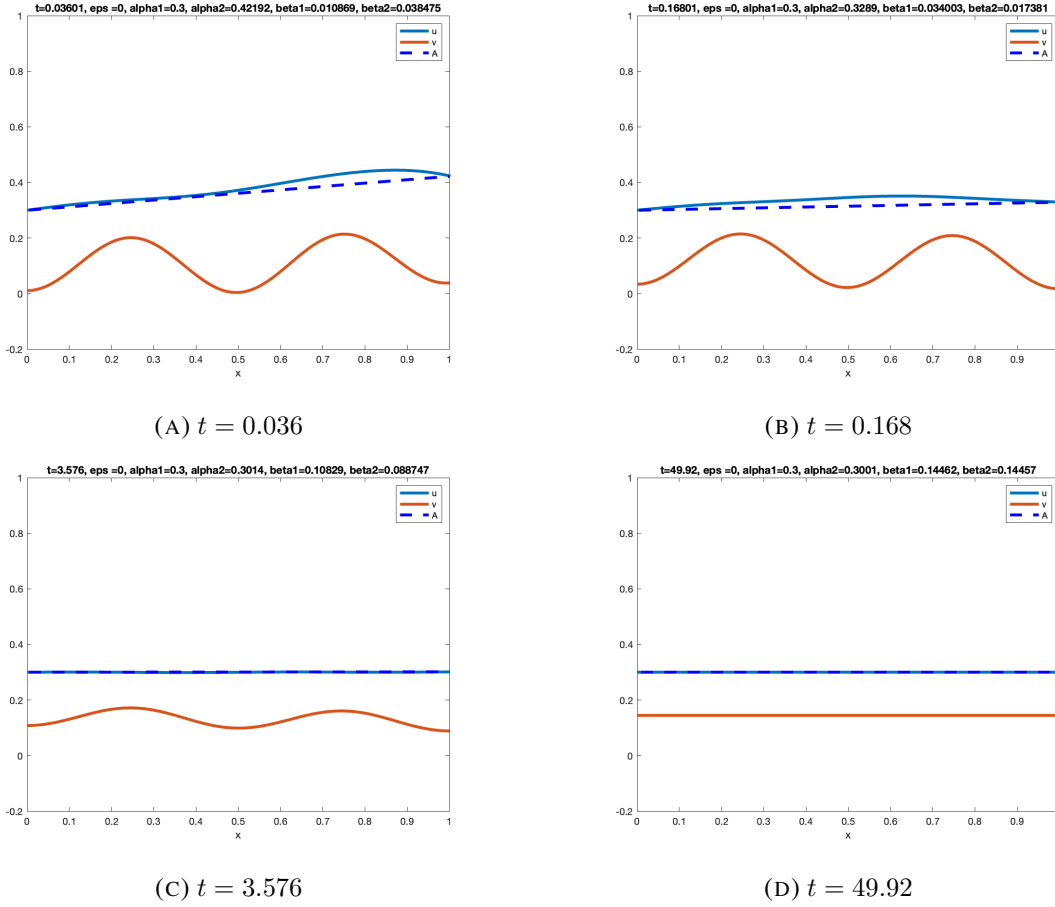 t=0.03601, eps =0, alpha1=0.3, alpha2=0.42192, beta1=0.010869, beta2=0.038475
1
0.8
0.6
0.4
0.2
0
-0.2
0 0.1 0.2 0.3 0.4 0.5 0.6 0.7 0.8 0.9 1
x
u
v
A
(A) t = 0.036
t=0.16801, eps =0, alpha1=0.3, alpha2=0.3289, beta1=0.034003, beta2=0.017381
1
0.8
0.6
0.4
0.2
0
-0.2
0 0.1 0.2 0.3 0.4 0.5 0.6 0.7 0.8 0.9
x
u
v
A
(B) t = 0.168
t=3.576, eps =0, alpha1=0.3, alpha2=0.3014, beta1=0.10829, beta2=0.088747
1
0.8
0.6
0.4
0.2
0
-0.2
0 0.1 0.2 0.3 0.4 0.5 0.6 0.7 0.8 0.9 1
x
u
v
A
(C) t = 3.576
t=49.92, eps =0, alpha1=0.3, alpha2=0.3001, beta1=0.14462, beta2=0.14457
1
0.8
0.6
0.4
0.2
0
-0.2
0 0.1 0.2 0.3 0.4 0.5 0.6 0.7 0.8 0.9
x
u
v
A
(D) t = 49.92